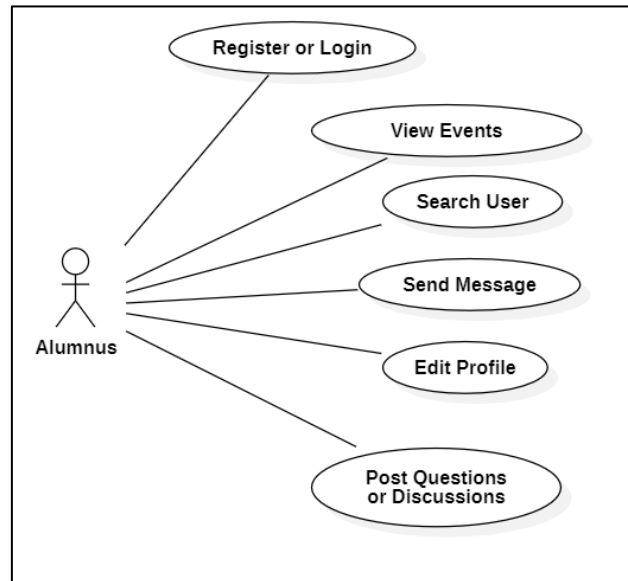 Register or Login
View Events
Search User
Send Message
Alumnus
Edit Profile
Post Questions
or Discussions